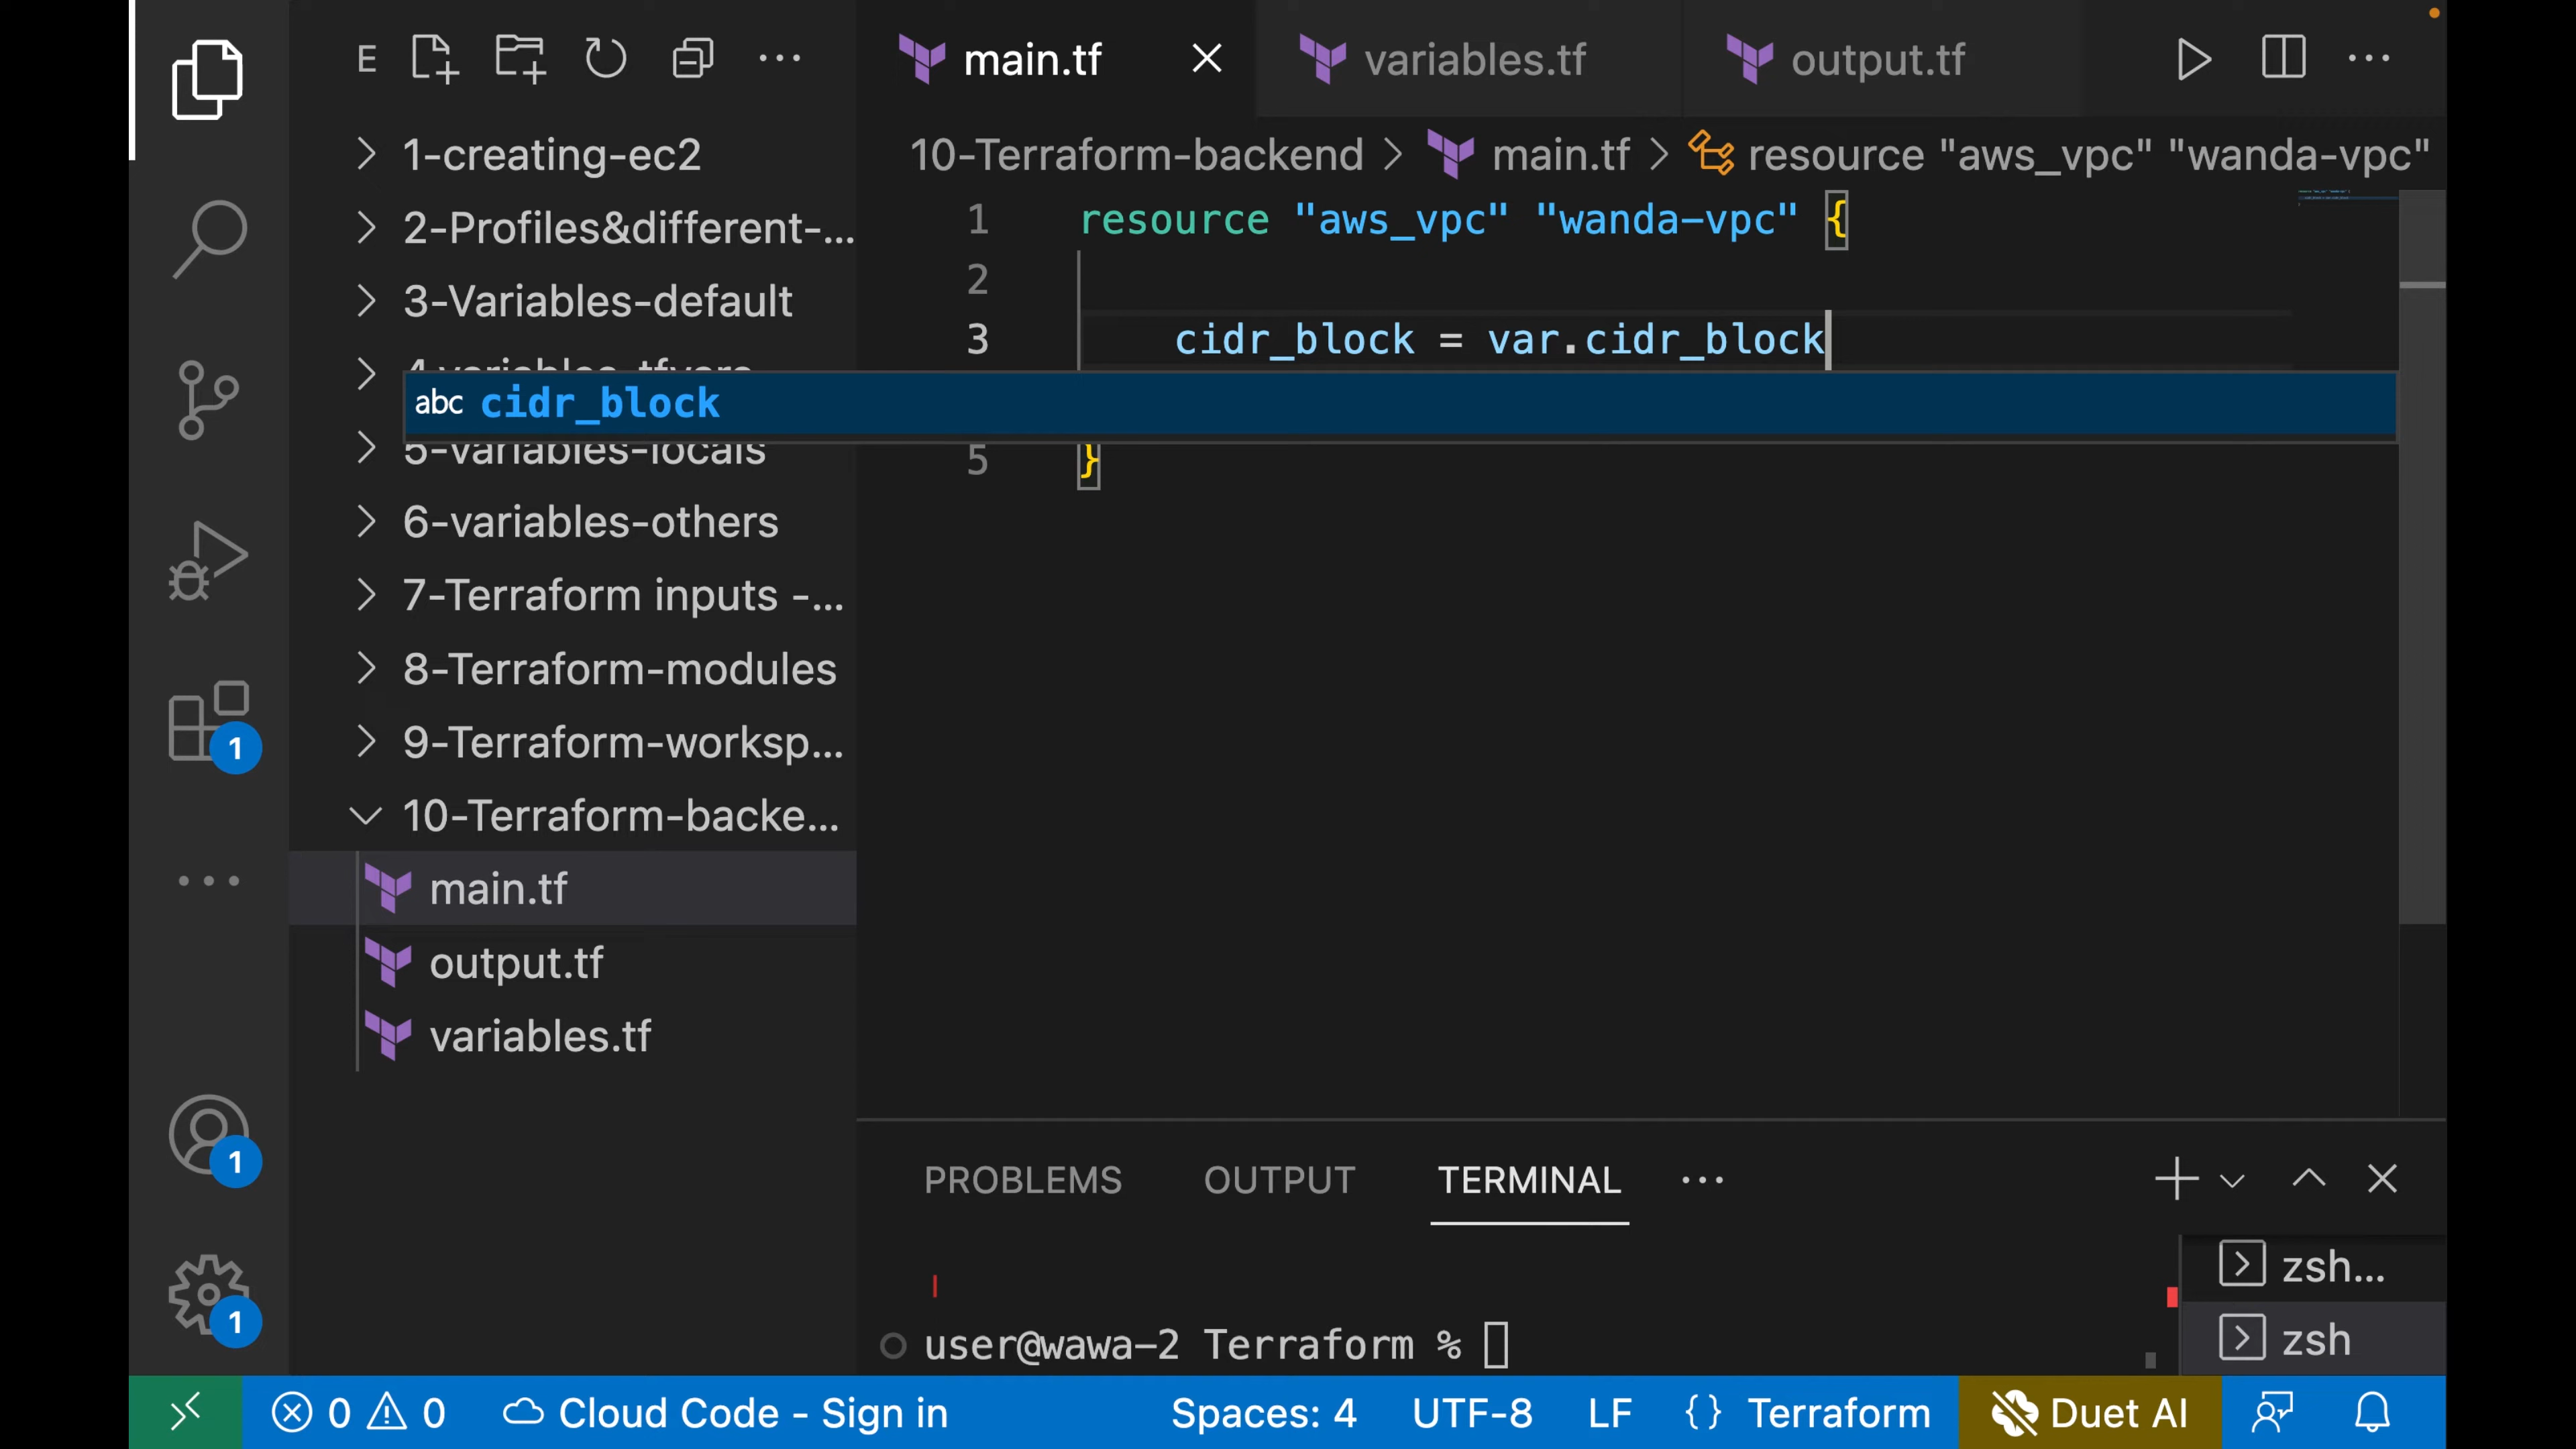 E
main.tf
variables.tf
output.tf
10-Terraform-backend > main.tf > resource "aws_vpc" "wanda-vpc"
1-creating-ec2
2-Profiles&different-...
3-Variables-default
5-variables-locals
6-variables-others
7-Terraform inputs -...
8-Terraform-modules
9-Terraform-worksp...
10-Terraform-backe...
main.tf
output.tf
variables.tf
1 resource "aws_vpc" "wanda-vpc" {
2
3 cidr_block = var.cidr_block
abc cidr_block
5 }
1
1
1
PROBLEMS OUTPUT TERMINAL
user@wawa-2 Terraform %
zsh...
zsh
0 0 Cloud Code - Sign in Spaces: 4 UTF-8 LF {} Terraform Duet AI